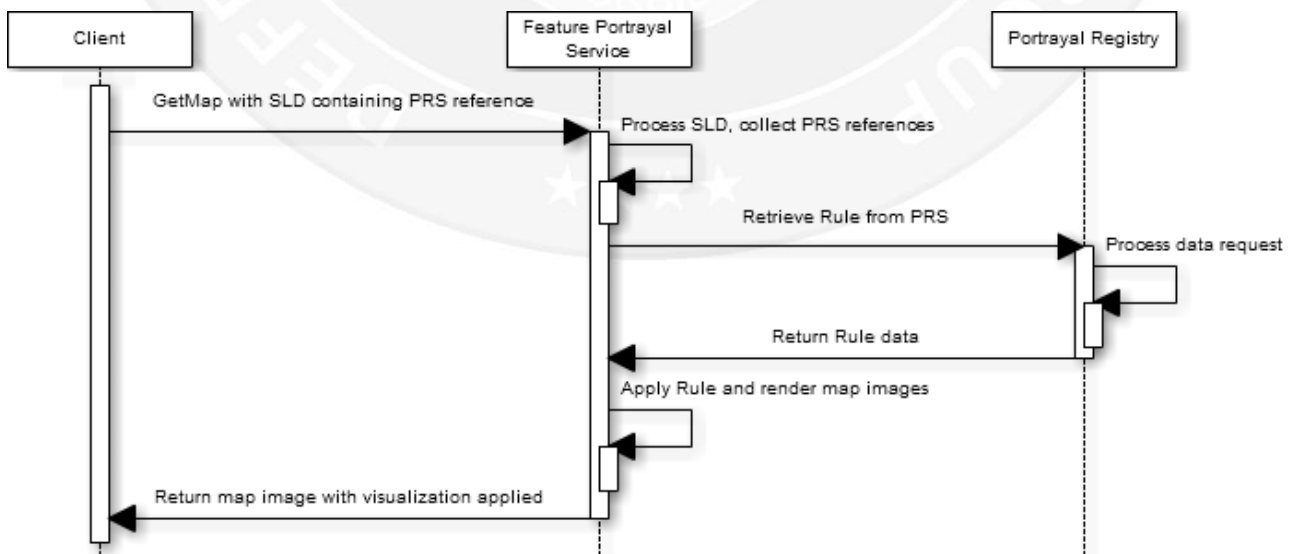 Client
Feature Portrayal
Service
Portrayal Registry
GetMap with SLD containing PRS reference
Process SLD, collect PRS references
Retrieve Rule from PRS
Process data request
Return Rule data
Apply Rule and render map images
Return map image with visualization applied